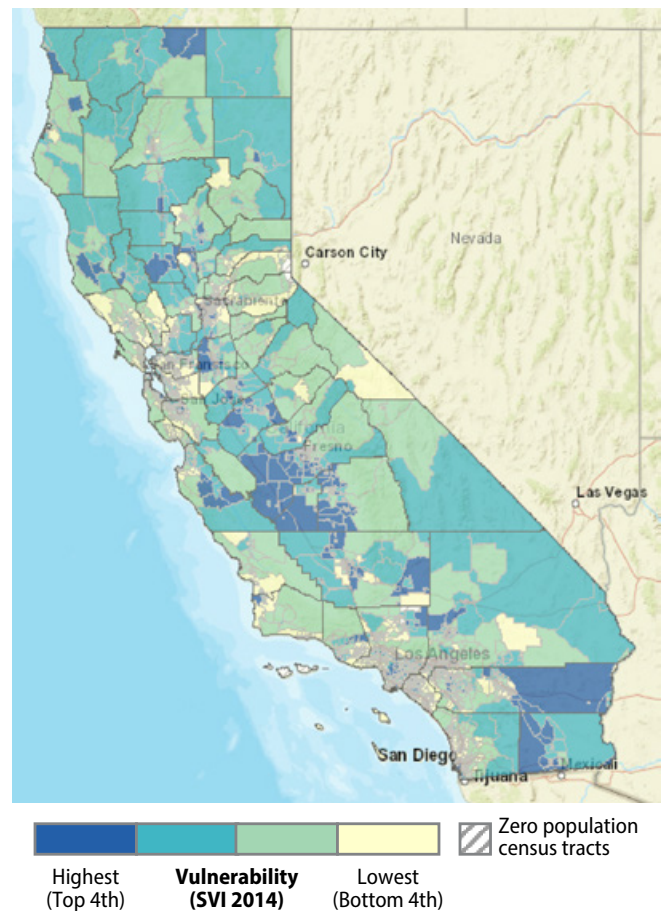 Carson City
Nevada
Sacramento
San Francisco
San Jose
California
Fresno
Las Vegas
Los Angeles
San Diego
Tijuana
Mexicali
Zero population
census tracts
Highest
(Top 4th)
Vulnerability
(SVI 2014)
Lowest
(Bottom 4th)